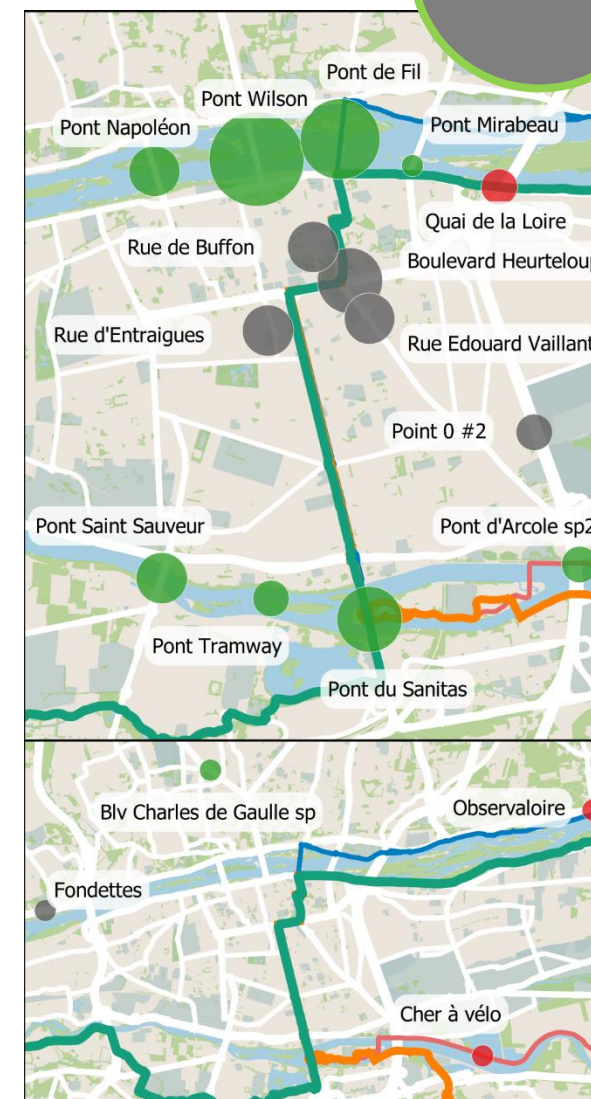 Pont de Fil
Pont Wilson
Pont Napoléon
Pont Mirabeau
Quai de la Loire
Rue de Buffon
Boulevard Heurteloup
Rue d'Entraigues
Rue Edouard Vaillant
Point 0 #2
Pont Saint Sauveur
Pont d'Arcole sp2
Pont Tramway
Pont du Sanitas
Blv Charles de Gaulle sp
Observaloire
Fondettes
Cher à vélo